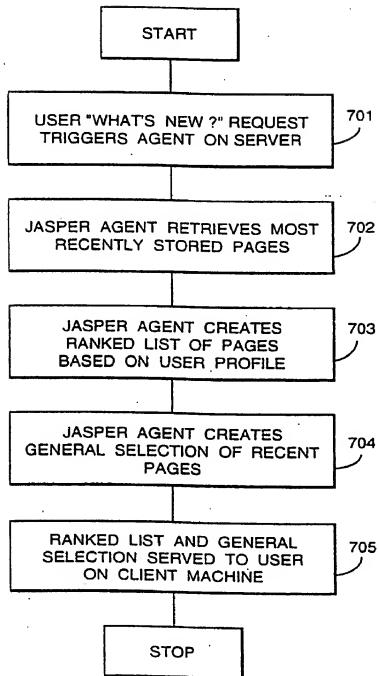 START
USER "WHAT'S NEW ?" REQUEST
TRIGGERS AGENT ON SERVER
701
JASPER AGENT RETRIEVES MOST
RECENTLY STORED PAGES
702
JASPER AGENT CREATES
RANKED LIST OF PAGES
BASED ON USER PROFILE
703
JASPER AGENT CREATES
GENERAL SELECTION OF RECENT
PAGES
704
RANKED LIST AND GENERAL
SELECTION SERVED TO USER
ON CLIENT MACHINE
705
STOP